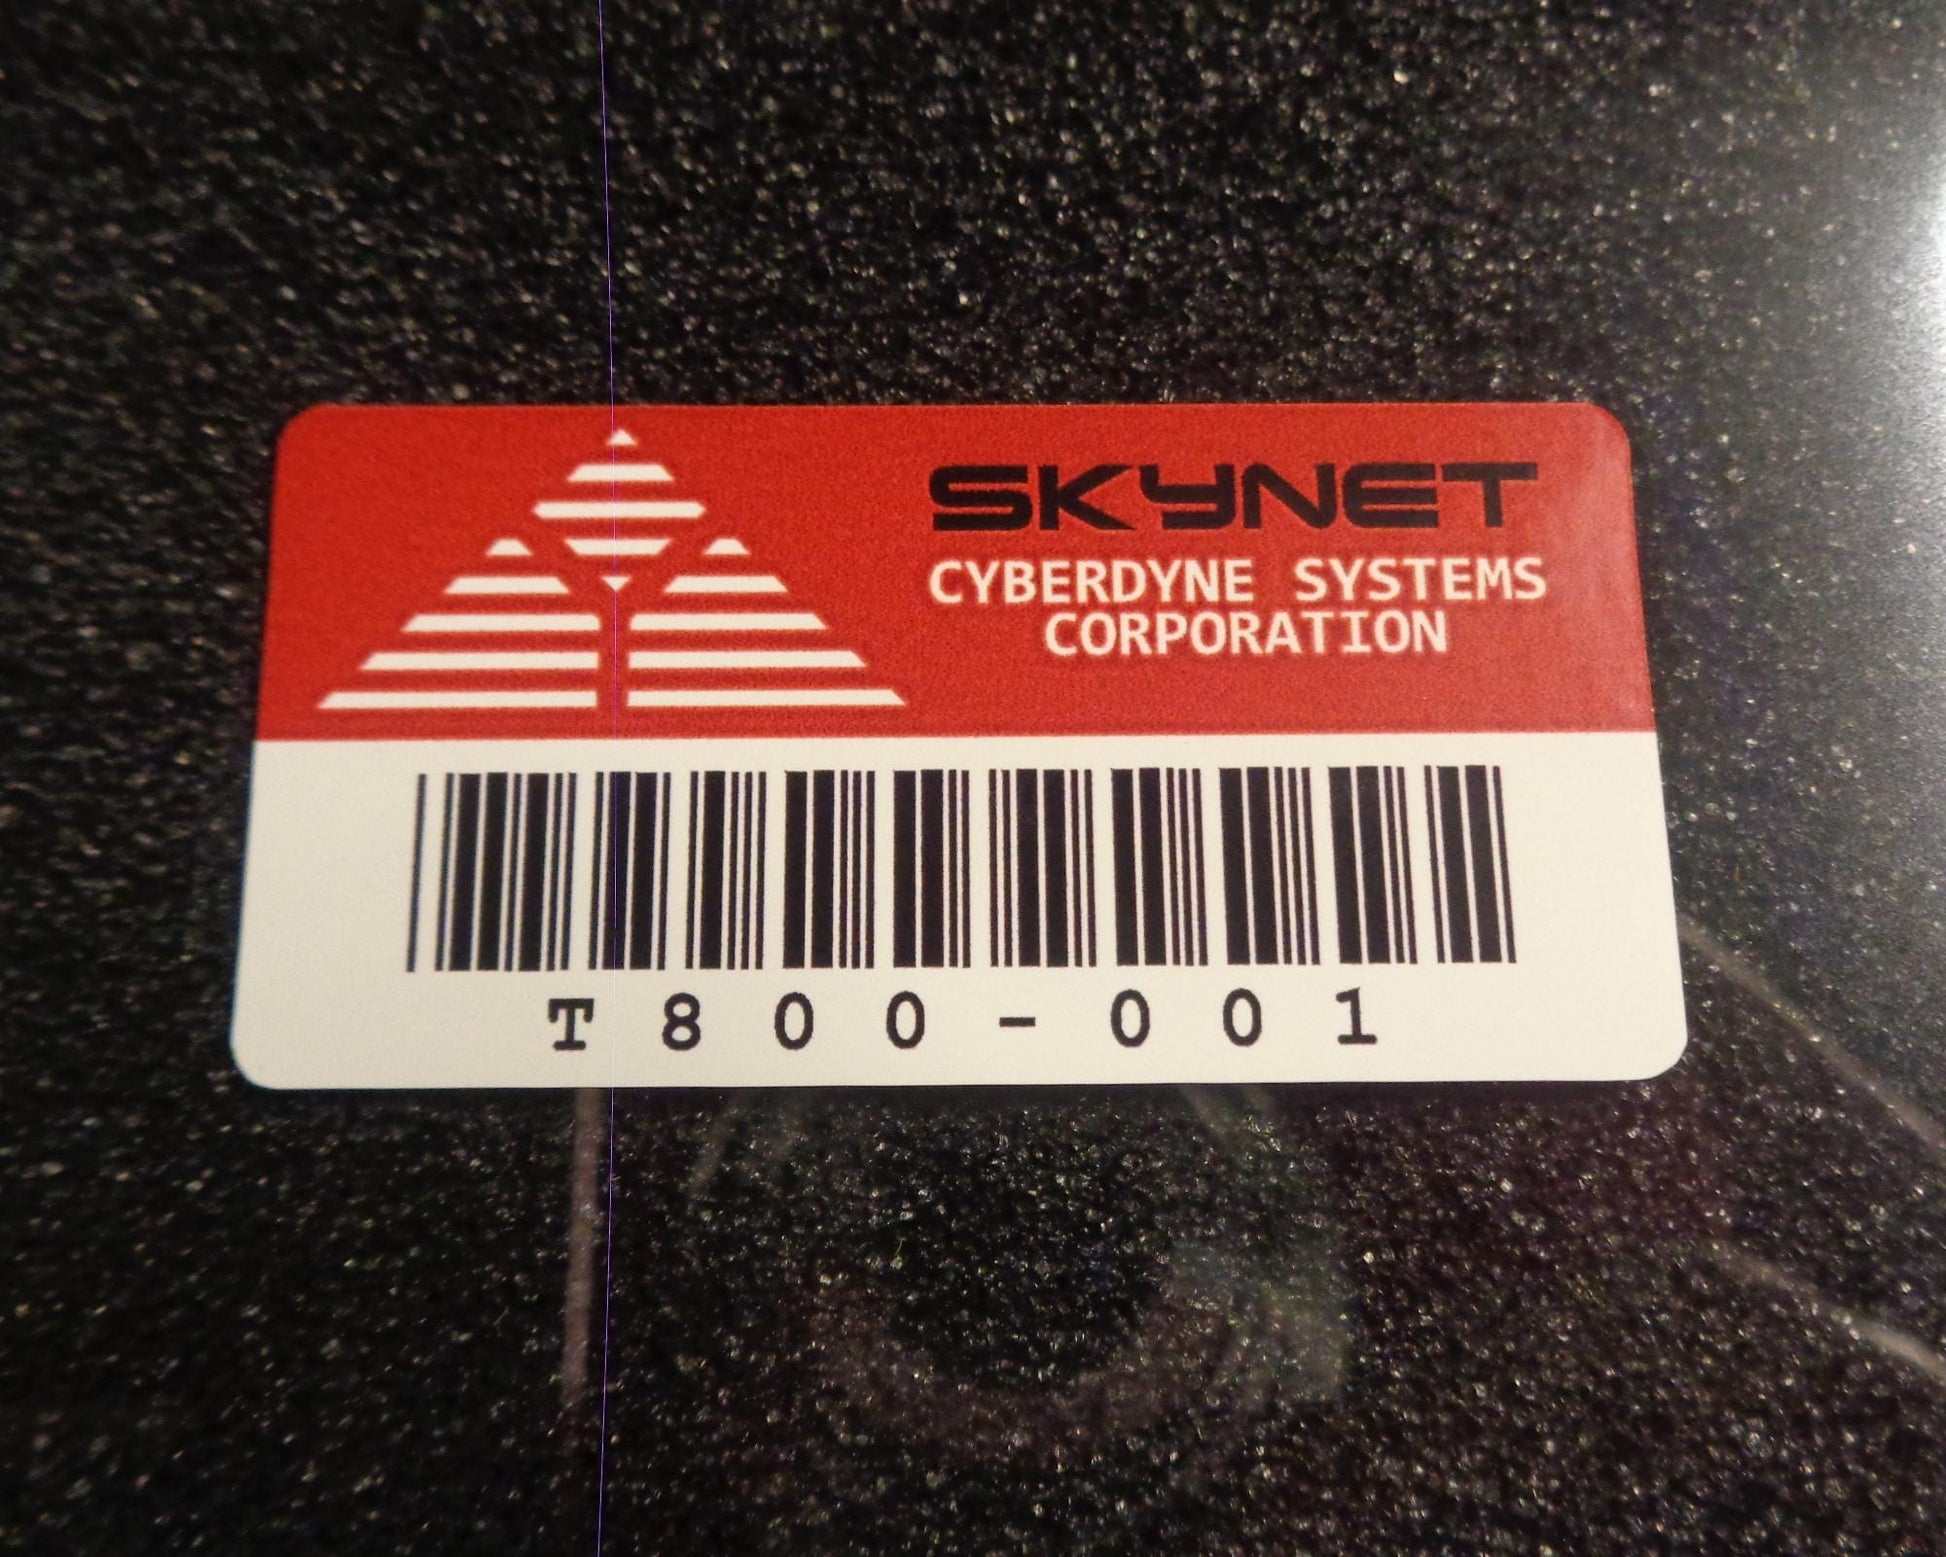 SKYNET
CYBERDYNE SYSTEMS
CORPORATION
T800-001